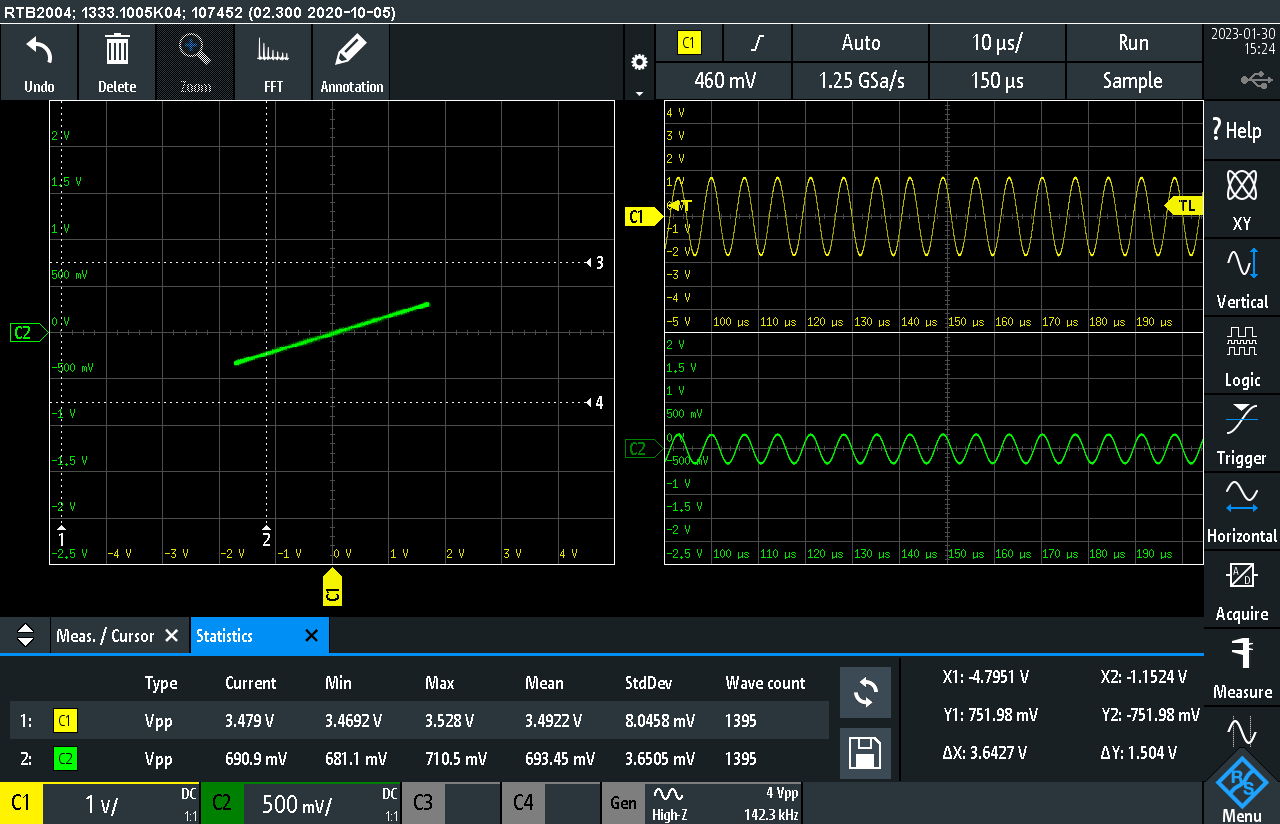 RTB2004; 1333.1005K04; 107452 (02.300 2020-10-05)
Undo
Delete
Zoom
FFT
Annotation
C1
Auto
10 µs/
Run
460 mV
1.25 GSa/s
150 µs
Sample
2023-01-30
15:24
? Help
XY
Vertical
Logic
Trigger
Horizontal
Acquire
Measure
Menu
2 V
1.5 V
1 V
500 mV
0 V
-500 mV
-1 V
-1.5 V
-2 V
-2.5 V
-4 V
-3 V
-2 V
-1 V
0 V
1 V
2 V
3 V
4 V
C2
C1
1
2
3
4
4 V
3 V
2 V
1 V
0 V
-1 V
-2 V
-3 V
-4 V
-5 V
C1
T
TL
100 µs 110 µs 120 µs 130 µs 140 µs 150 µs 160 µs 170 µs 180 µs 190 µs
2 V
1.5 V
1 V
500 mV
0 V
-500 mV
-1 V
-1.5 V
-2 V
-2.5 V
C2
100 µs 110 µs 120 µs 130 µs 140 µs 150 µs 160 µs 170 µs 180 µs 190 µs
Meas. / Cursor
Statistics
Type Current Min Max Mean StdDev Wave count
1: C1 Vpp 3.479 V 3.4692 V 3.528 V 3.4922 V 8.0458 mV 1395
2: C2 Vpp 690.9 mV 681.1 mV 710.5 mV 693.45 mV 3.6505 mV 1395
X1: -4.7951 V X2: -1.1524 V
Y1: 751.98 mV Y2: -751.98 mV
ΔX: 3.6427 V ΔY: 1.504 V
C1 1 V/ DC 1:1
C2 500 mV/ DC 1:1
C3
C4
Gen High-Z 4 Vpp 142.3 kHz
R&S